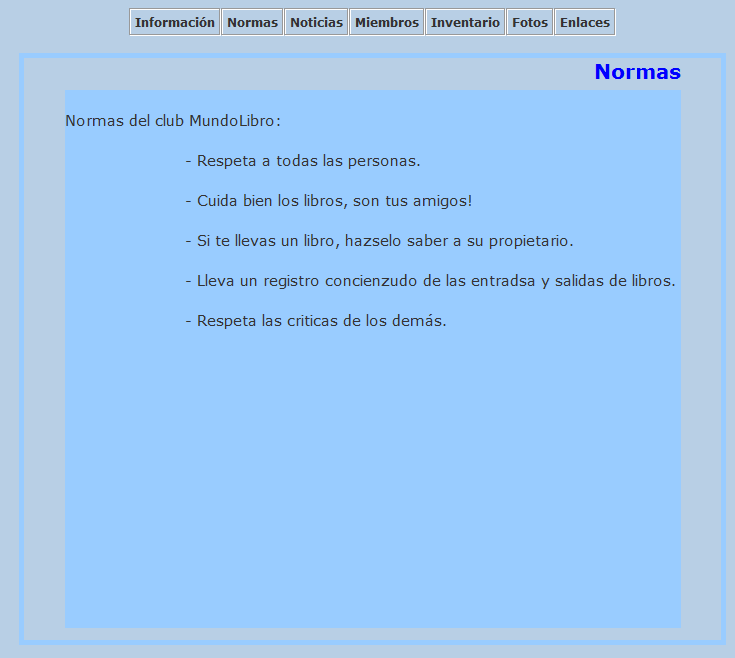 Información Normas Noticias Miembros Inventario Fotos Enlaces
Normas
Normas del club MundoLibro:
- Respeta a todas las personas.
- Cuida bien los libros, son tus amigos!
- Si te llevas un libro, hazselo saber a su propietario.
- Lleva un registro concienzudo de las entradsa y salidas de libros.
- Respeta las criticas de los demás.